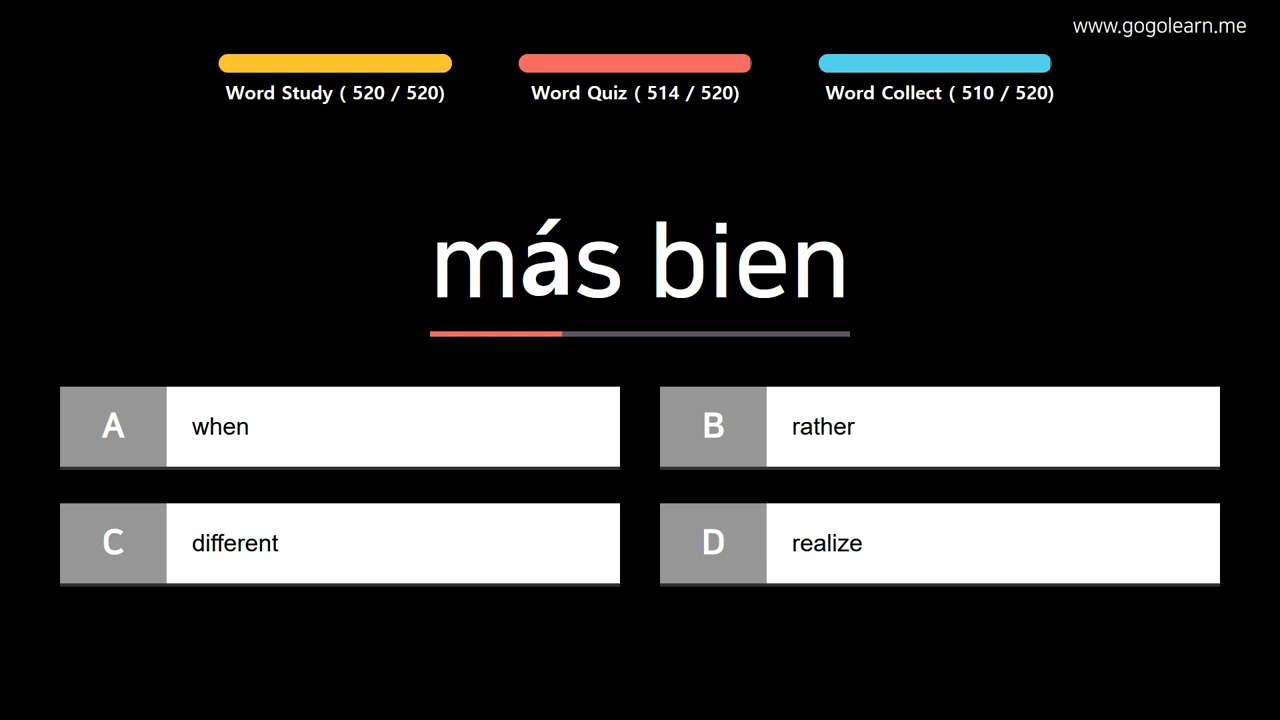 www.gogolearn.me
Word Study ( 520 / 520)
Word Quiz ( 514 / 520)
Word Collect ( 510 / 520)
más bien
A
when
B
rather
C
different
D
realize